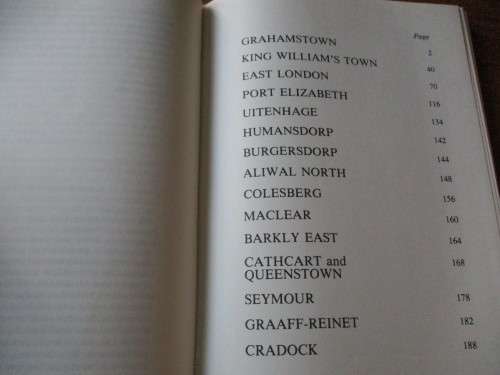 Page
GRAHAMSTOWN 2
KING WILLIAM'S TOWN 40
EAST LONDON 70
PORT ELIZABETH 116
UITENHAGE 134
HUMANSDORP 142
BURGERSDORP 144
ALIWAL NORTH 148
COLESBERG 156
MACLEAR 160
BARKLY EAST 164
CATHCART and 168
QUEENSTOWN
SEYMOUR 178
GRAAFF-REINET 182
CRADOCK 188